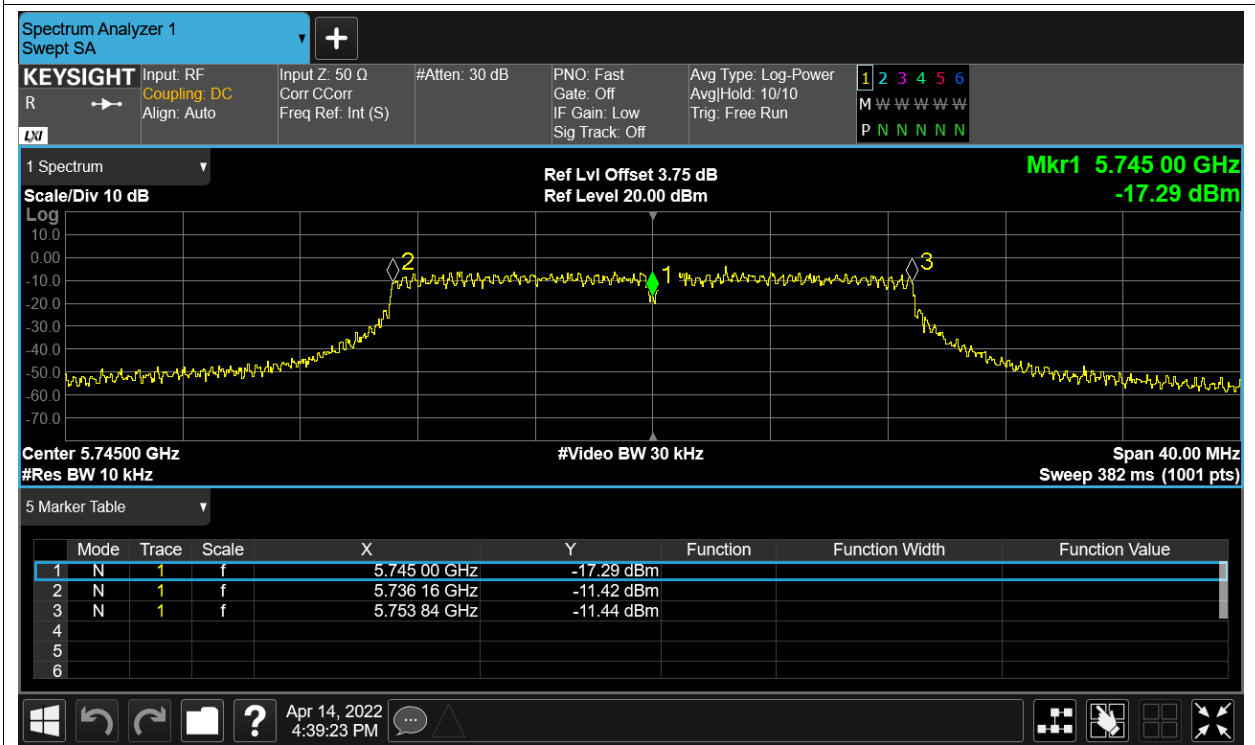 Spectrum Analyzer 1
Swept SA
KEYSIGHT
R
LXI
Input: RF
Coupling: DC
Align: Auto
Input Z: 50 Ω
Corr CCorr
Freq Ref: Int (S)
#Atten: 30 dB
PNO: Fast
Gate: Off
IF Gain: Low
Sig Track: Off
Avg Type: Log-Power
Avg|Hold: 10/10
Trig: Free Run
1 2 3 4 5 6
M W W W W W
P N N N N N
1 Spectrum
Scale/Div 10 dB
Ref Lvl Offset 3.75 dB
Ref Level 20.00 dBm
Mkr1 5.745 00 GHz
-17.29 dBm
Log
10.0
0.00
-10.0
-20.0
-30.0
-40.0
-50.0
-60.0
-70.0
2
1
3
Center 5.74500 GHz
#Video BW 30 kHz
Span 40.00 MHz
#Res BW 10 kHz
Sweep 382 ms (1001 pts)
5 Marker Table
Mode Trace Scale X Y Function Function Width Function Value
1 N 1 f 5.745 00 GHz -17.29 dBm
2 N 1 f 5.736 16 GHz -11.42 dBm
3 N 1 f 5.753 84 GHz -11.44 dBm
4
5
6
?
Apr 14, 2022
4:39:23 PM